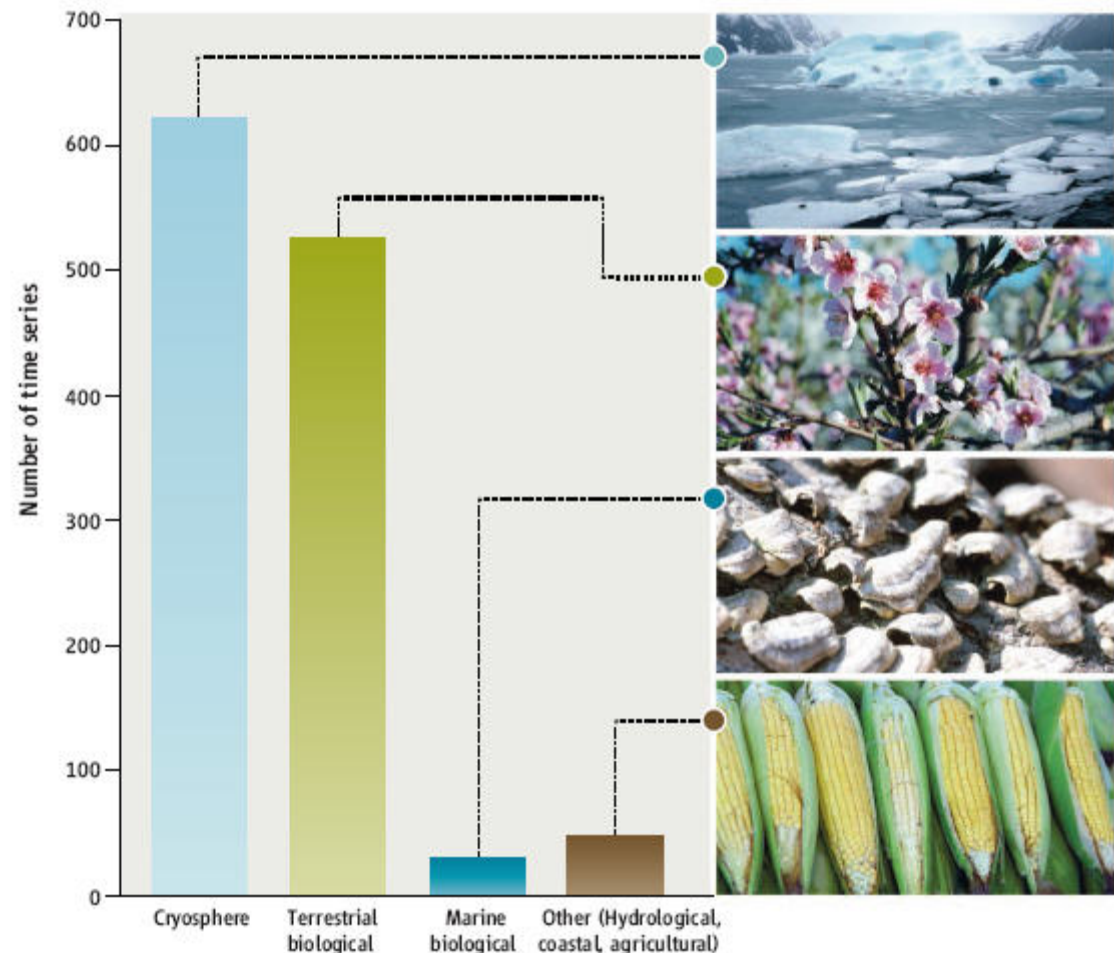 700
600
500
400
300
200
100
0
Number of time series
Cryosphere
Terrestrial
biological
Marine
biological
Other (Hydrological,
coastal, agricultural)